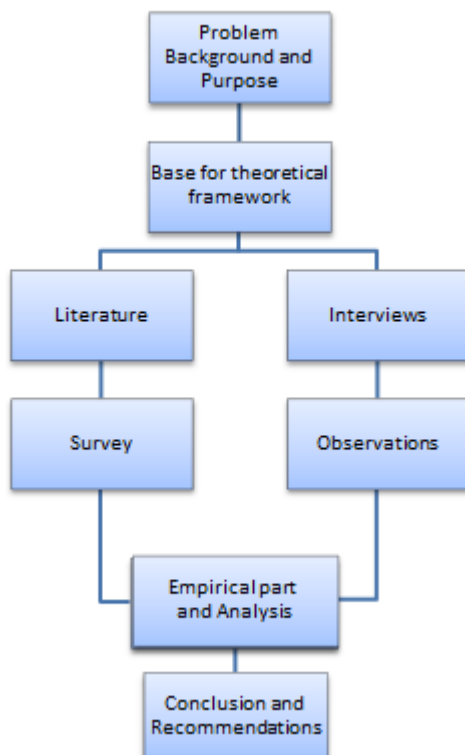 Problem
Background and
Purpose
Base for theoretical
framework
Literature
Interviews
Survey
Observations
Empirical part
and Analysis
Conclusion and
Recommendations